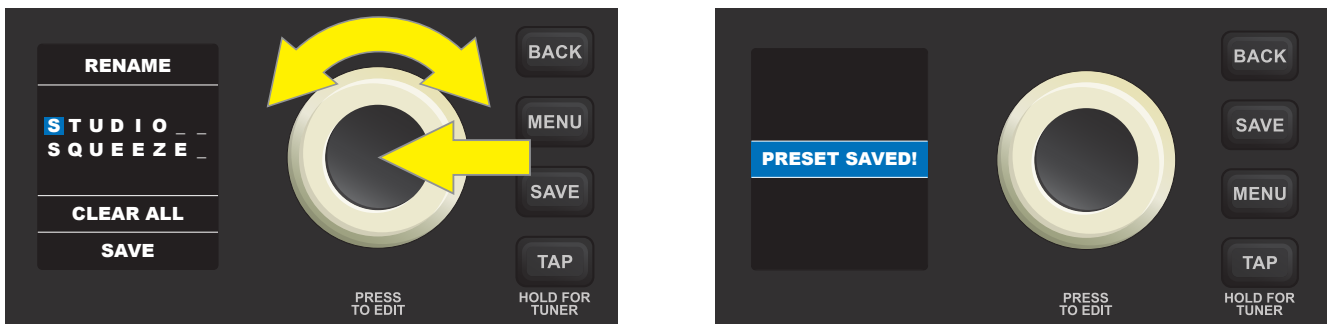 RENAME
STUDIO_ _
SQUEEZE_
CLEAR ALL
SAVE
BACK
MENU
SAVE
TAP
PRESS
TO EDIT
HOLD FOR
TUNER
PRESET SAVED!
BACK
SAVE
MENU
TAP
PRESS
TO EDIT
HOLD FOR
TUNER